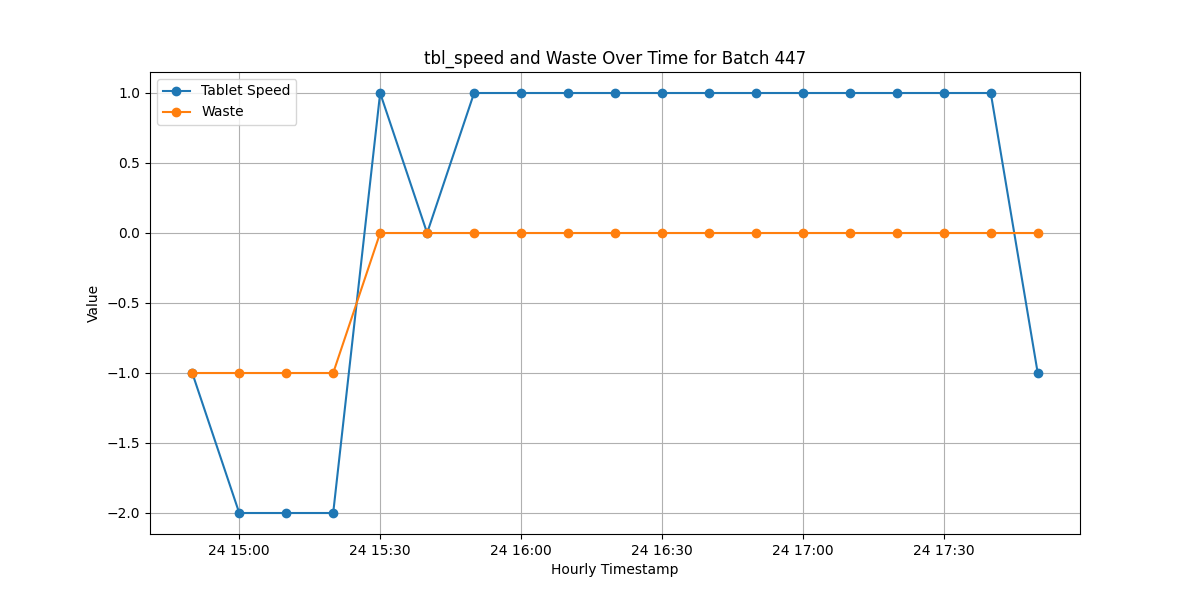 tbl_speed and Waste Over Time for Batch 447
Tablet Speed
Waste
1.0
0.5
0.0
−0.5
−1.0
−1.5
−2.0
Value
24 15:00 24 15:30 24 16:00 24 16:30 24 17:00 24 17:30
Hourly Timestamp